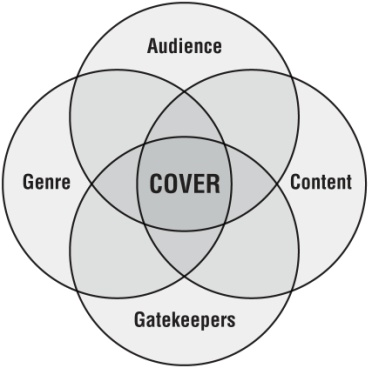 Audience
Genre
COVER
Content
Gatekeepers